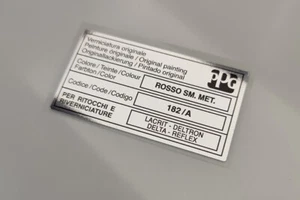 Verniciatura originale
Peinture originale / Original painting
Originallackierung / Pintado original
PPG
Colore / Teinte / Colour
Farbton / Color
ROSSO SM. MET.
Codice / Code / Codigo
182/A
PER RITOCCHI E
RIVERNICIATURE
LACRIT - DELTRON
DELTA - REFLEX